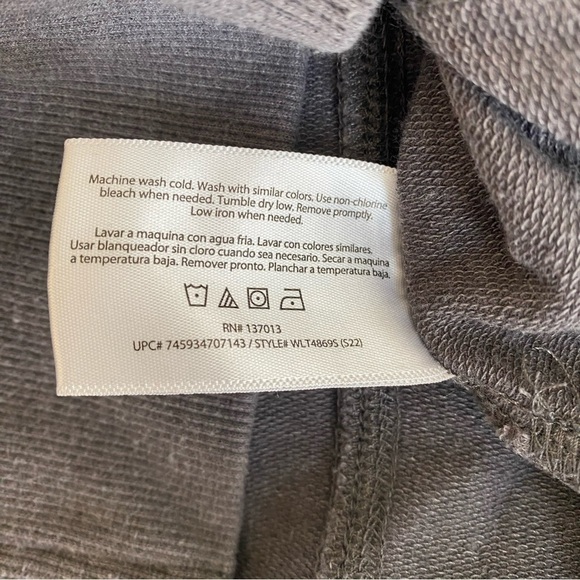 Machine wash cold. Wash with similar colors. Use non-chlorine
bleach when needed. Tumble dry low. Remove promptly.
Low iron when needed.
Lavar a maquina con agua fría. Lavar con colores similares.
Usar blanqueador sin cloro cuando sea necesario. Secar a maquina
a temperatura baja. Remover pronto. Planchar a temperatura baja.
RN# 137013
UPC# 745934707143 / STYLE# WLT4869S (S22)